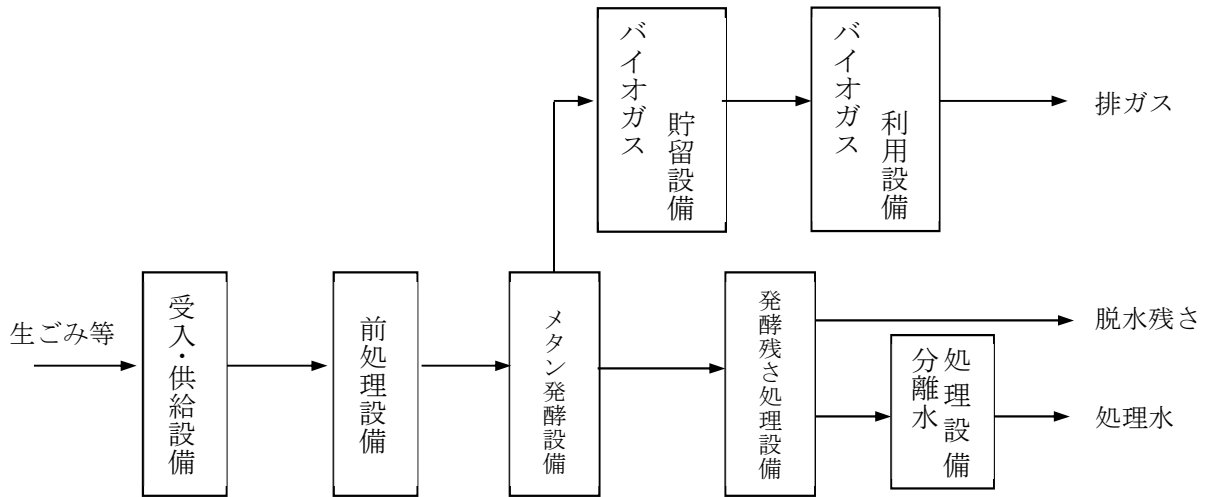 バイオガス
貯留設備
バイオガス
利用設備
排ガス
生ごみ等
受入・供給設備
前処理設備
メタン発酵設備
発酵残さ処理設備
脱水残さ
分離水
処理設備
処理水